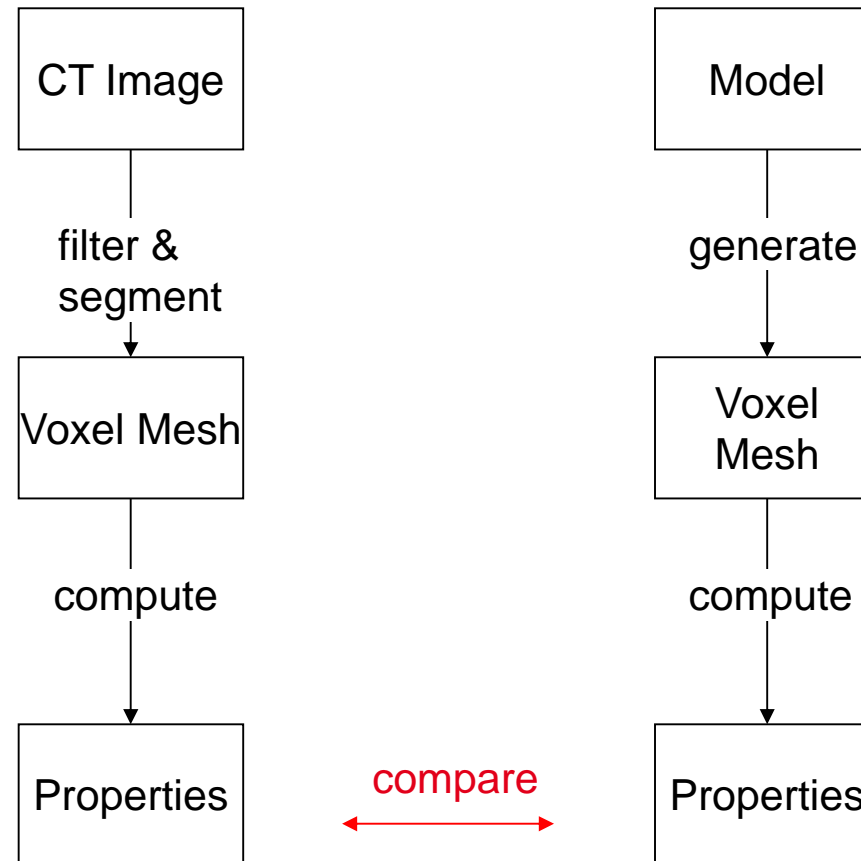 CT Image
Model
filter &
segment
generate
Voxel Mesh
Voxel
Mesh
compute
compute
Properties
compare
Properties